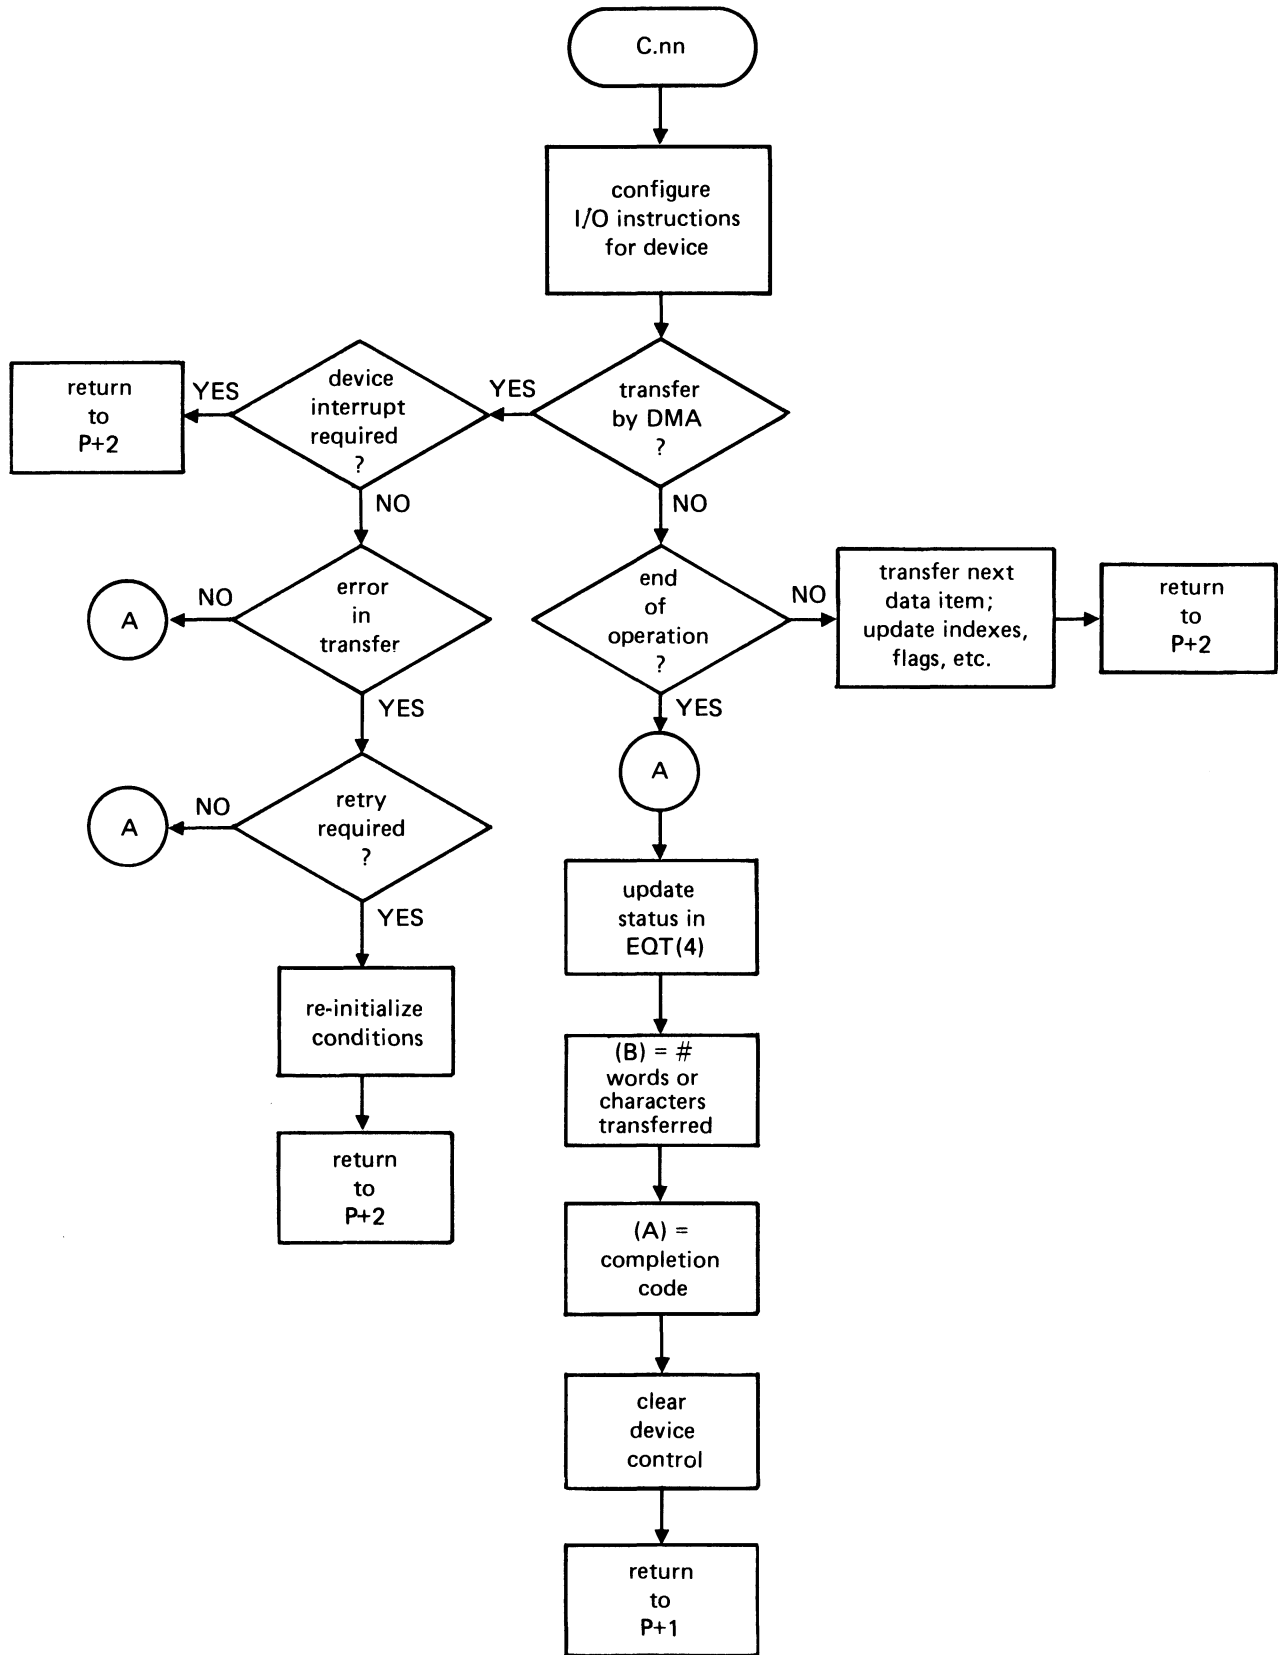 C.nn
configure
I/O instructions
for device
return
to
P+2
YES
device
interrupt
required
?
YES
transfer
by DMA
?
NO
NO
A
NO
error
in
transfer
end
of
operation
?
NO
transfer next
data item;
update indexes,
flags, etc.
return
to
P+2
YES
YES
A
A
NO
retry
required
?
YES
update
status in
EQT(4)
re-initialize
conditions
(B) = #
words or
characters
transferred
return
to
P+2
(A) =
completion
code
clear
device
control
return
to
P+1